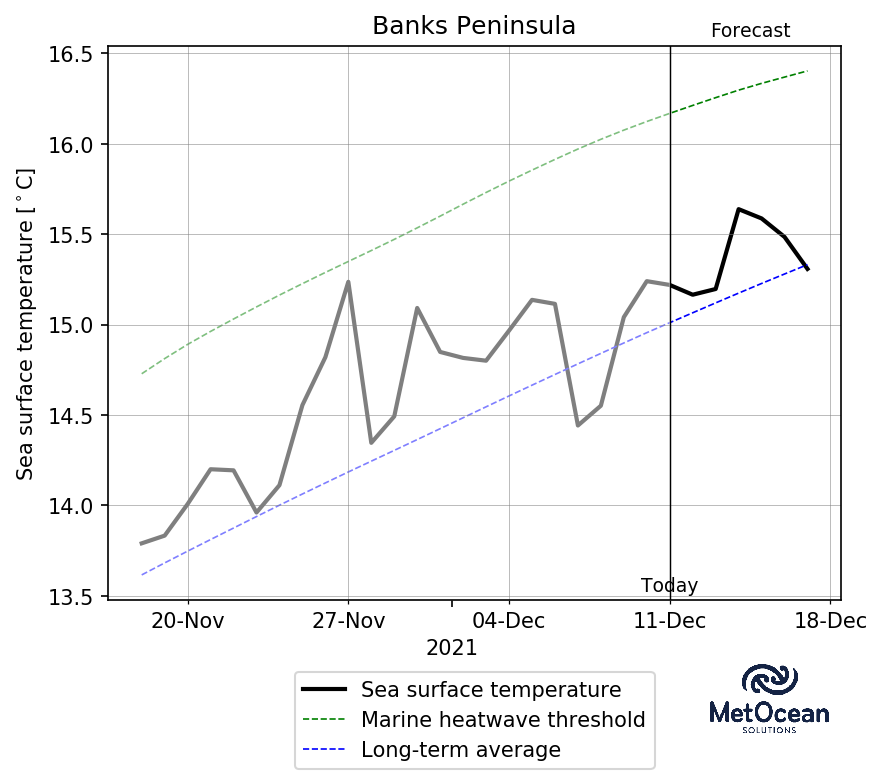 Banks Peninsula
Forecast
Sea surface temperature [°C]
16.5
16.0
15.5
15.0
14.5
14.0
13.5
Today
20-Nov 27-Nov 04-Dec 11-Dec 18-Dec
2021
Sea surface temperature
Marine heatwave threshold
Long-term average
MetOcean
SOLUTIONS